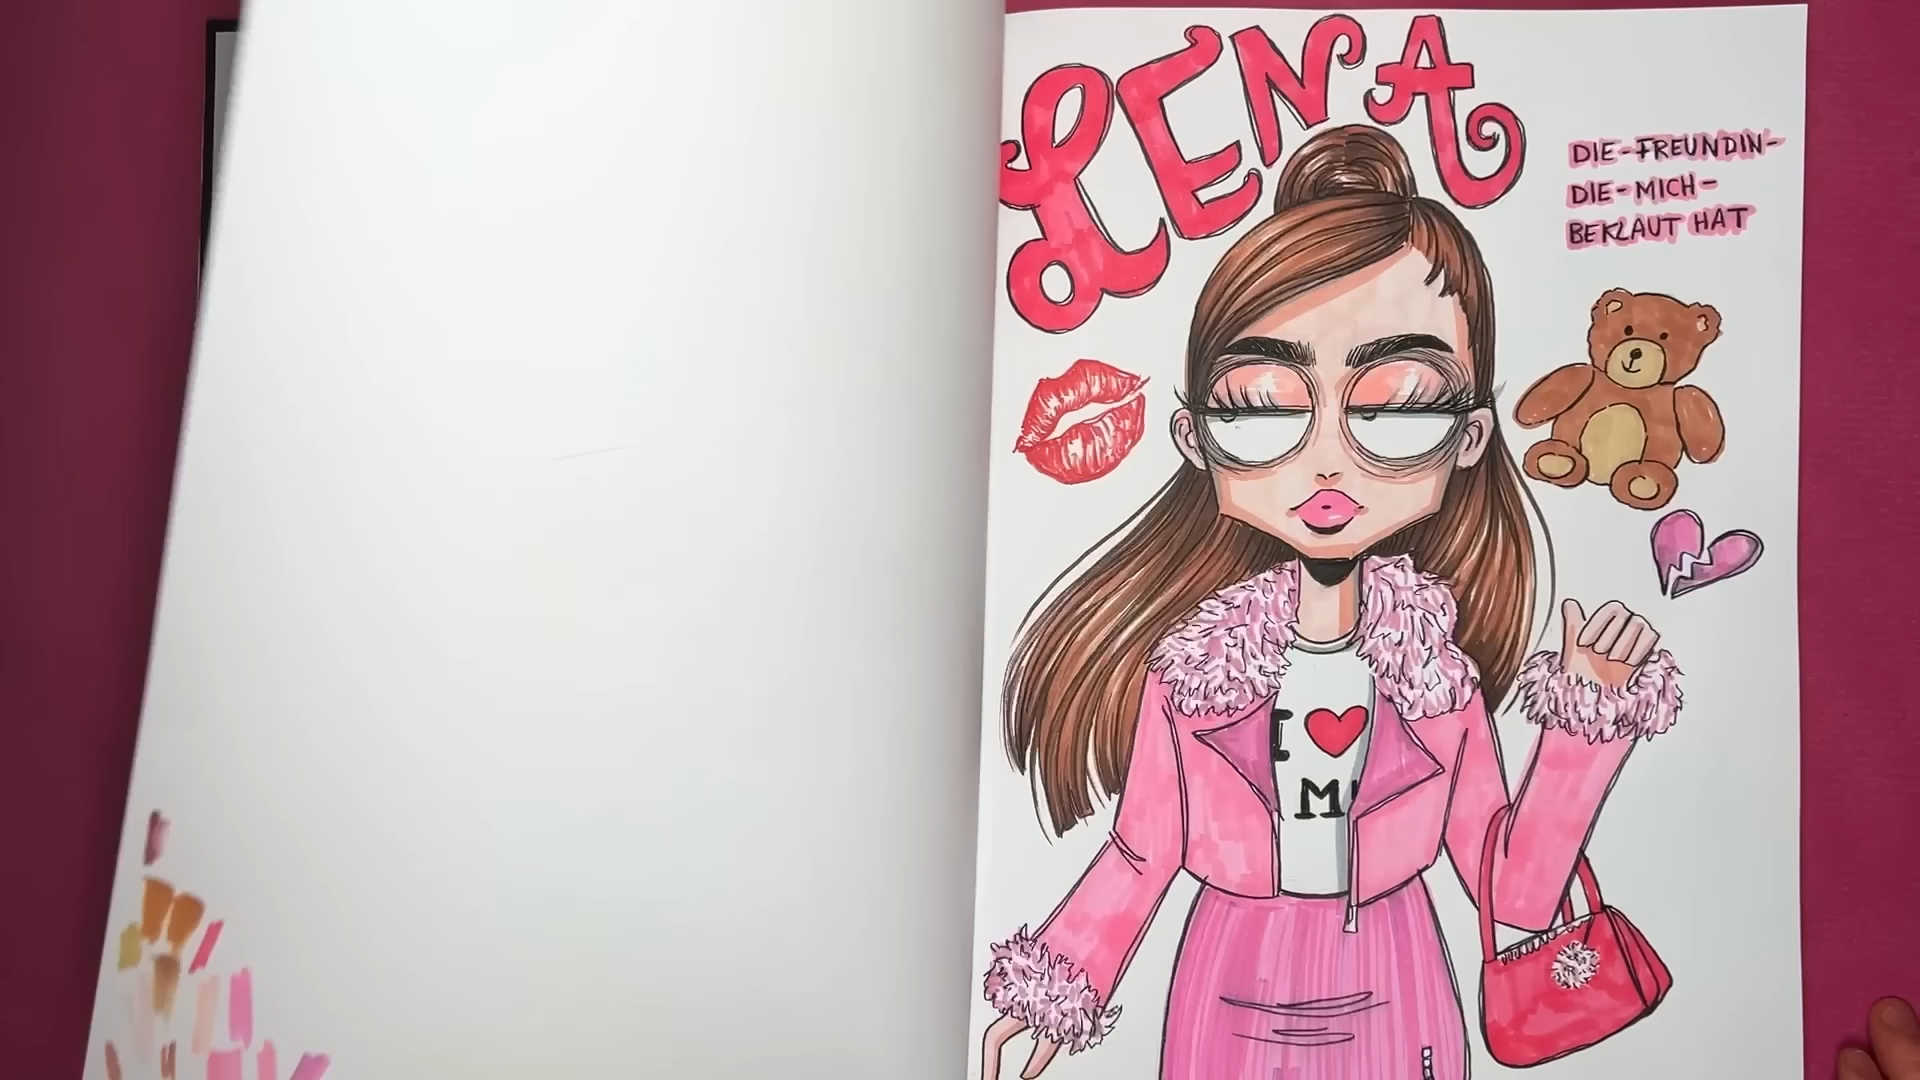 LENA
DIE-FREUNDIN-
DIE-MICH-
BEKLAUT HAT
I ❤
M